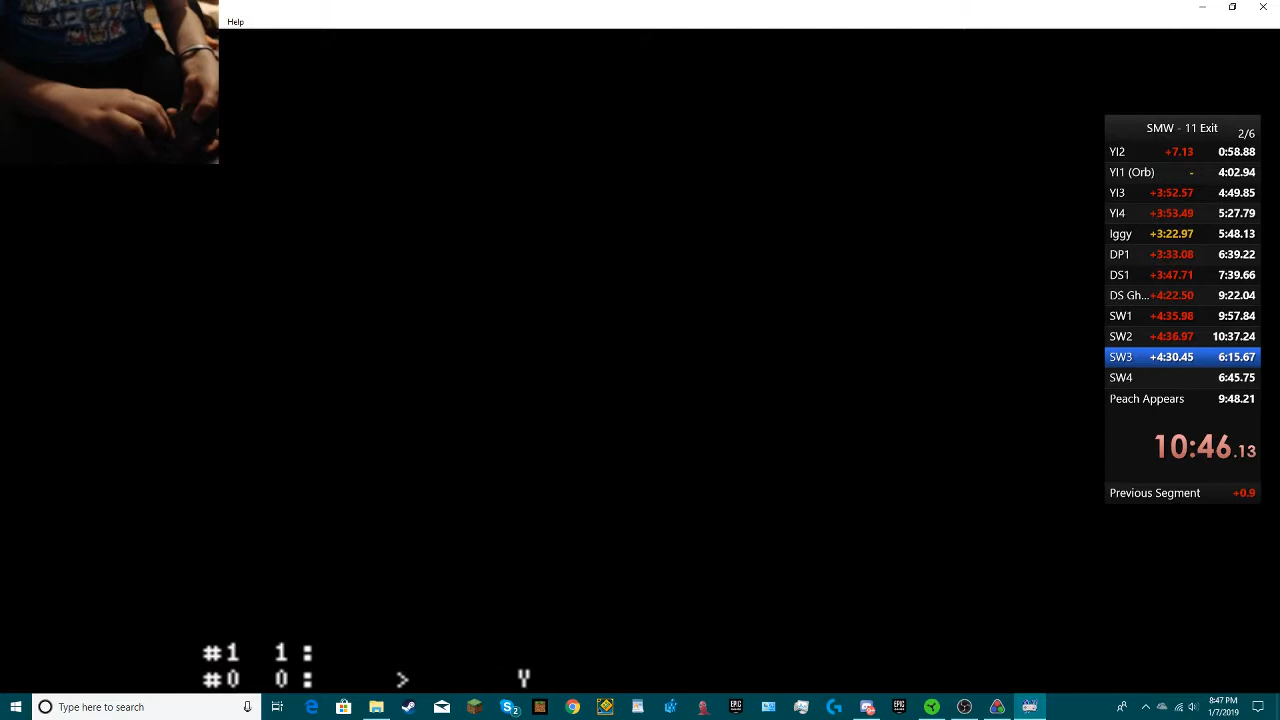 Help
SMW - 11 Exit
2/6
YI2 +7.13 0:58.88
YI1 (Orb) - 4:02.94
YI3 +3:52.57 4:49.85
YI4 +3:53.49 5:27.79
Iggy +3:22.97 5:48.13
DP1 +3:33.08 6:39.22
DS1 +3:47.71 7:39.66
DS Gh... +4:22.50 9:22.04
SW1 +4:35.98 9:57.84
SW2 +4:36.97 10:37.24
SW3 +4:30.45 6:15.67
SW4 6:45.75
Peach Appears 9:48.21
10:46.13
Previous Segment +0.9
#1 1:
#0 0: > Y
Type here to search
8:47 PM
1/7/2019